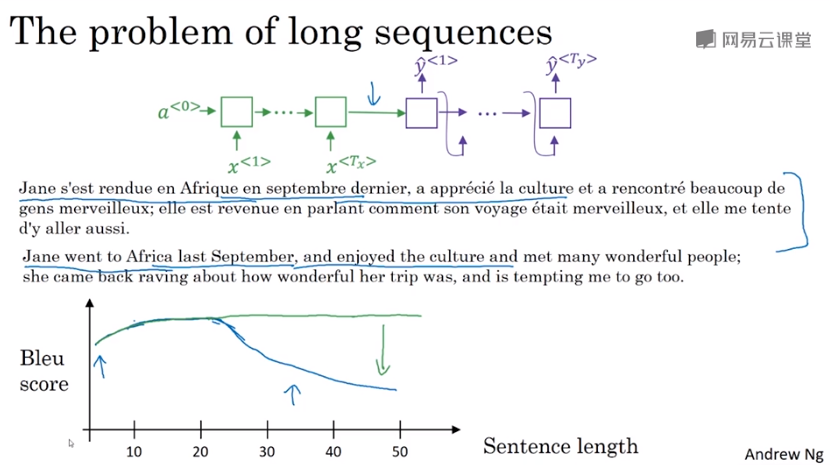 The problem of long sequences
网易云课堂
ŷ<1> ŷ<Ty>
a<0>
x<1> x<Tx>
Jane s'est rendue en Afrique en septembre dernier, a apprécié la culture et a rencontré beaucoup de
gens merveilleux; elle est revenue en parlant comment son voyage était merveilleux, et elle me tente
d'y aller aussi.
Jane went to Africa last September, and enjoyed the culture and met many wonderful people;
she came back raving about how wonderful her trip was, and is tempting me to go too.
Bleu
score
10 20 30 40 50
Sentence length
Andrew Ng